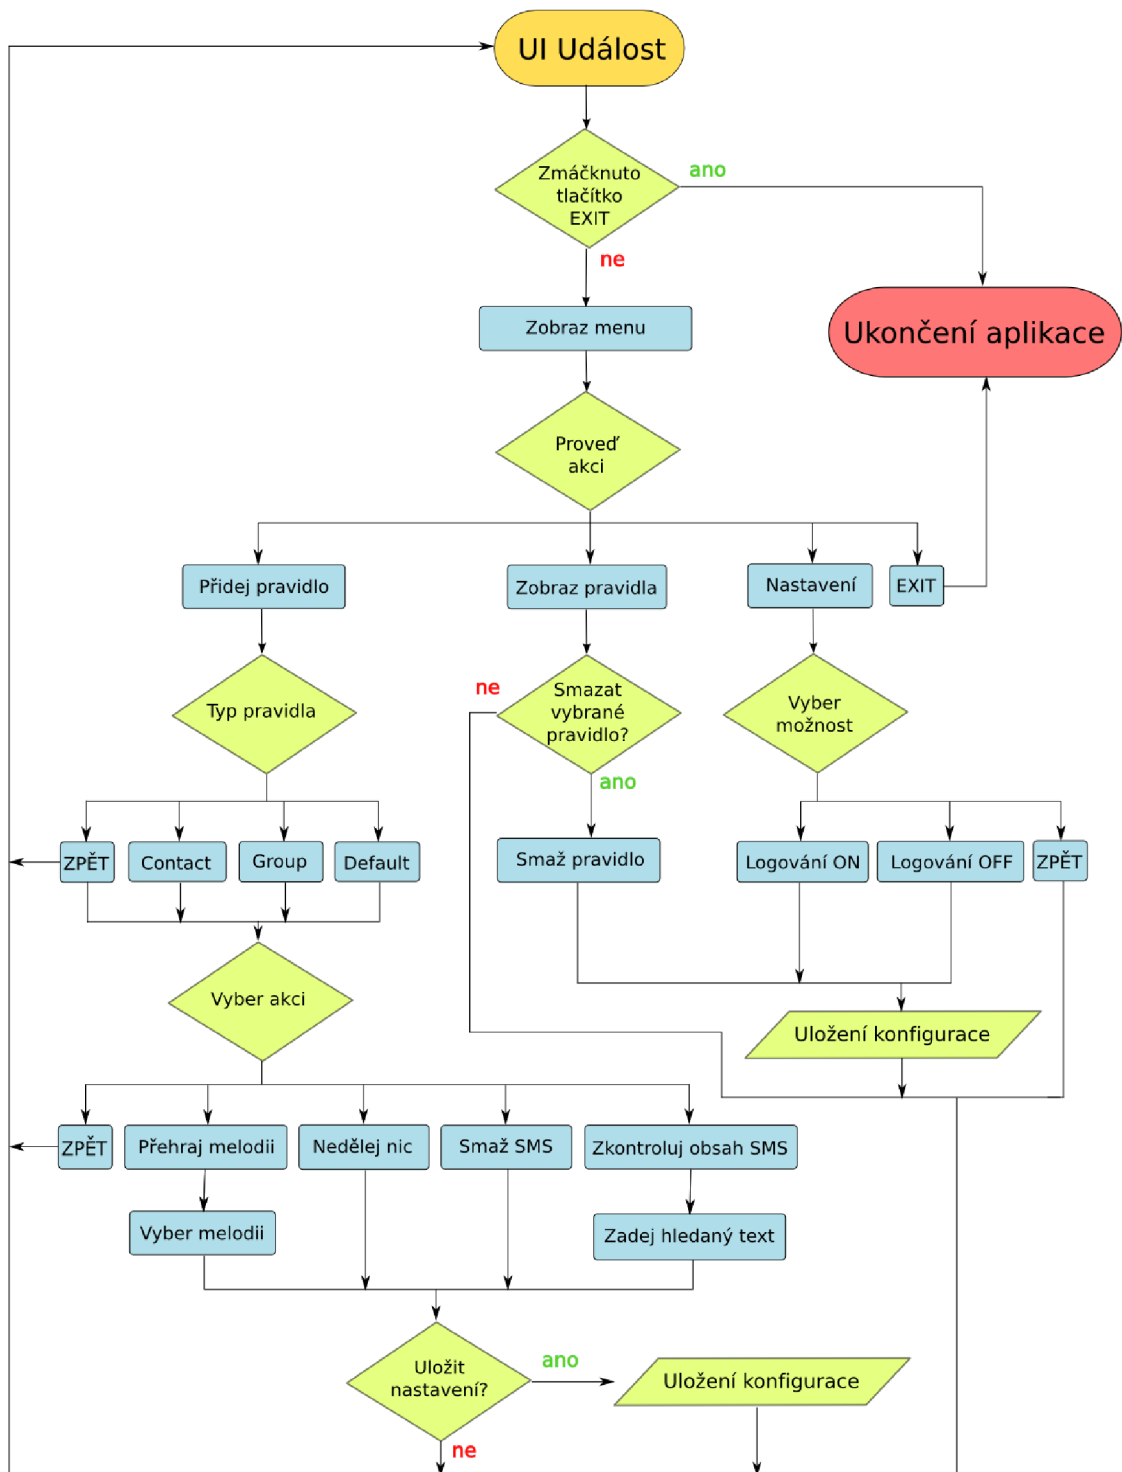 UI Událost
Zmáčknuto
tlačítko
EXIT
ano
ne
Zobraz menu
Ukončení aplikace
Proveď
akci
Přidej pravidlo
Zobraz pravidla
Nastavení
EXIT
Typ pravidla
ne
Smazat
vybrané
pravidlo?
ano
Vyber
možnost
ZPĚT
Contact
Group
Default
Smaž pravidlo
Logování ON
Logování OFF
ZPĚT
Vyber akci
Uložení konfigurace
ZPĚT
Přehraj melodii
Nedělej nic
Smaž SMS
Zkontroluj obsah SMS
Vyber melodii
Zadej hledaný text
Uložit
nastavení?
ano
Uložení konfigurace
ne